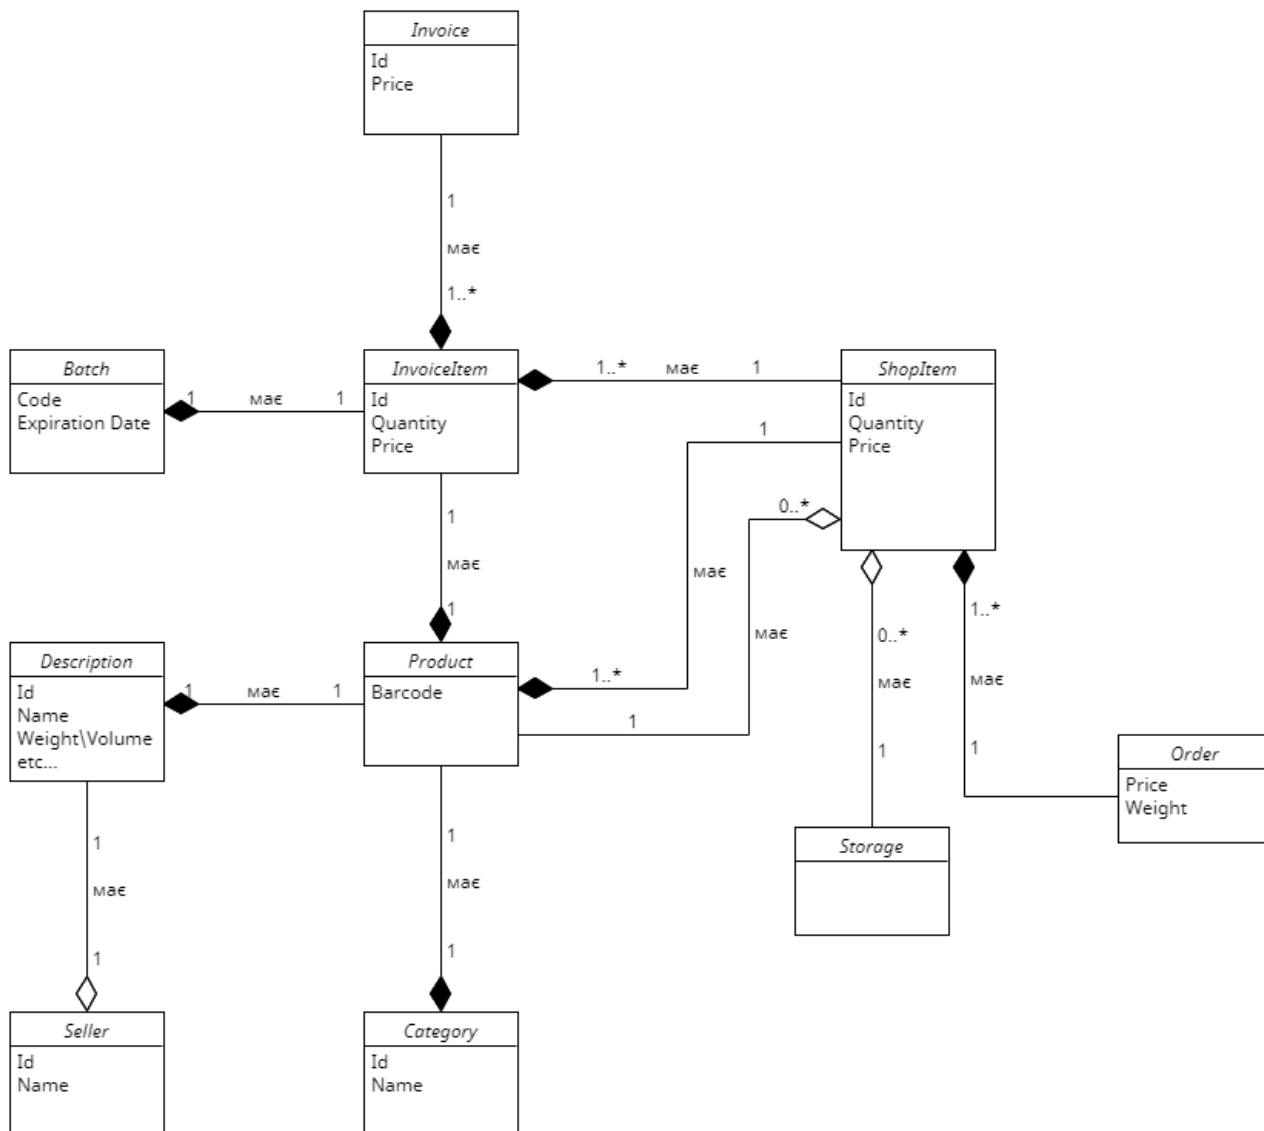 Invoice
Id
Price
1
має
1..*
Batch
Code
Expiration Date
1
має
1
InvoiceItem
Id
Quantity
Price
1..*
має
1
ShopItem
Id
Quantity
Price
1
має
1
1
має
1..*
0..*
має
1
Description
Id
Name
Weight\Volume
etc...
1
має
1
Product
Barcode
0..*
має
1
1..*
має
1
Order
Price
Weight
Storage
1
має
1
1
має
1
Seller
Id
Name
Category
Id
Name